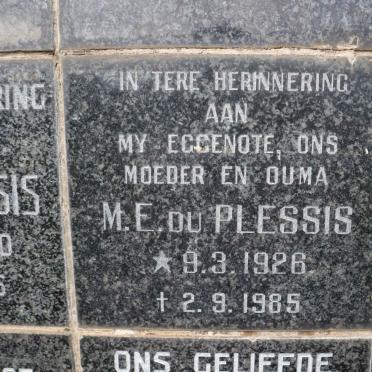 IN TERE HERINNERING
AAN
MY EGGENOTE, ONS
MOEDER EN OUMA
M.E. DU PLESSIS
★ 9.3.1926
† 2.9.1985
ONS GELIEFDE